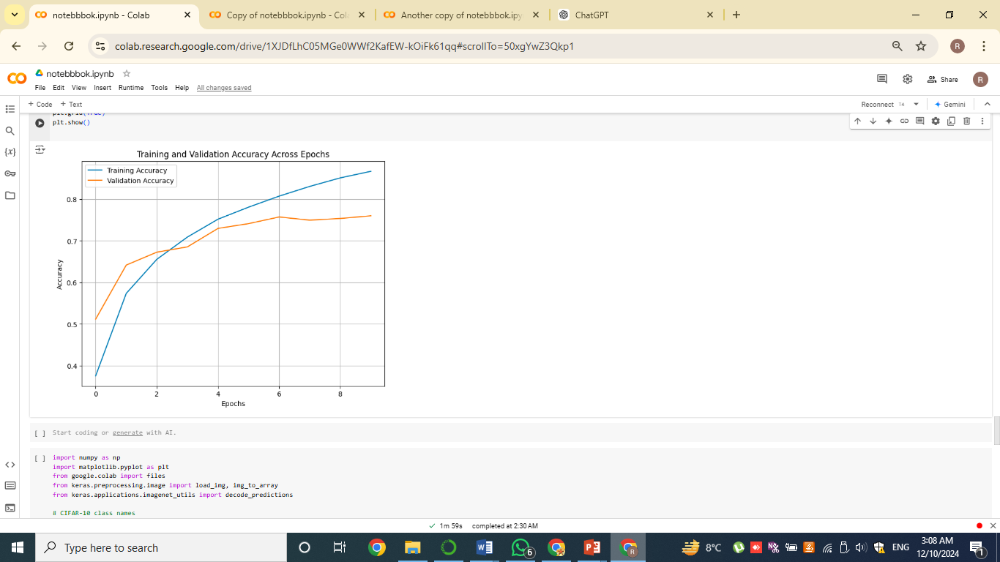 notebbbok.ipynb - Colab
Copy of notebbbok.ipynb - Col
Another copy of notebbbok.ipy
ChatGPT
colab.research.google.com/drive/1XJDfLhC05MGe0WWf2KafEW-kOiFk61qq#scrollTo=50xgYwZ3Qkp1
R
notebbbok.ipynb
File Edit View Insert Runtime Tools Help All changes saved
Share
R
+ Code + Text
Reconnect T4
Gemini
plt.grid(True)
plt.show()
Training and Validation Accuracy Across Epochs
Training Accuracy
Validation Accuracy
0.8
0.7
0.6
0.5
0.4
Accuracy
0 2 4 6 8
Epochs
[ ] Start coding or generate with AI.
[ ] import numpy as np
import matplotlib.pyplot as plt
from google.colab import files
from keras.preprocessing.image import load_img, img_to_array
from keras.applications.imagenet_utils import decode_predictions
# CIFAR-10 class names
{x}
✓ 1m 59s completed at 2:30 AM
Type here to search
6
R
8°C
ENG
3:08 AM
12/10/2024
1